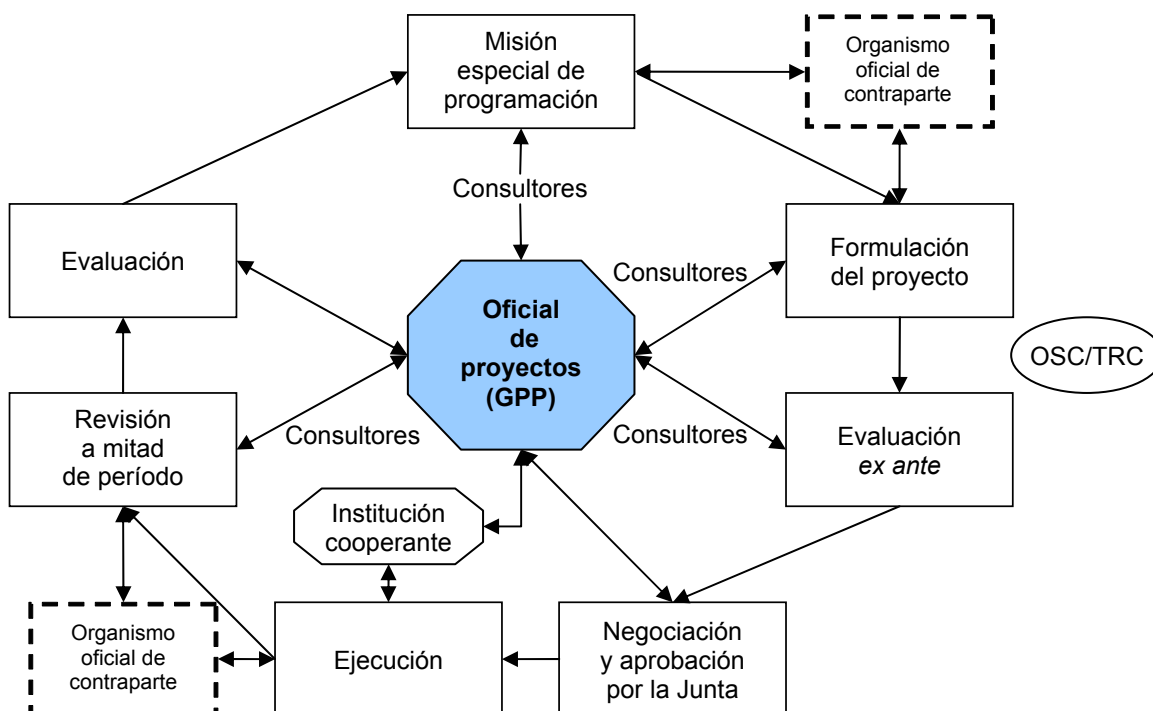 Misión
especial de
programación
Organismo
oficial de
contraparte
Consultores
Evaluación
Formulación
del proyecto
Consultores
Oficial
de
proyectos
(GPP)
OSC/TRC
Revisión
a mitad
de período
Consultores
Consultores
Evaluación
ex ante
Institución
cooperante
Organismo
oficial de
contraparte
Ejecución
Negociación
y aprobación
por la Junta